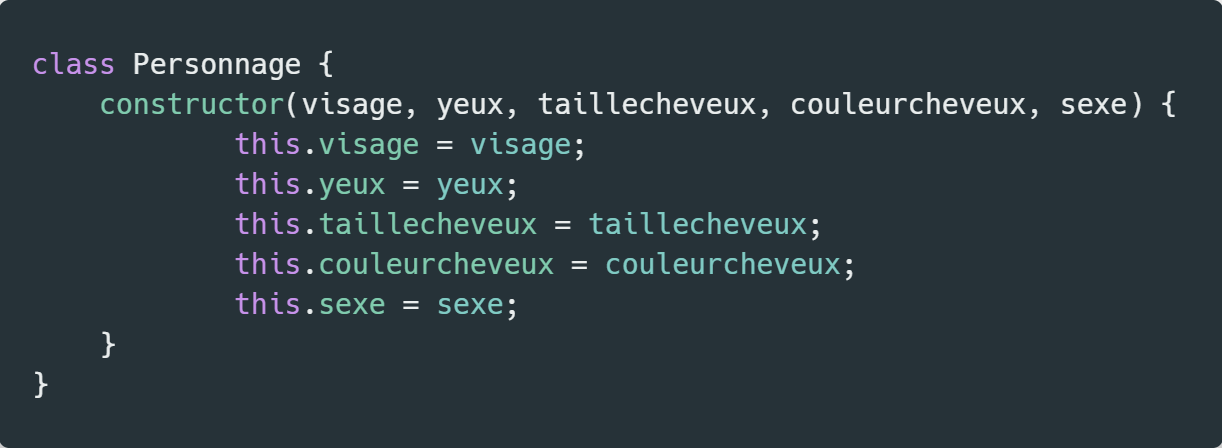 class Personnage {
    constructor(visage, yeux, taillecheveux, couleurcheveux, sexe) {
            this.visage = visage;
            this.yeux = yeux;
            this.taillecheveux = taillecheveux;
            this.couleurcheveux = couleurcheveux;
            this.sexe = sexe;
    }
}